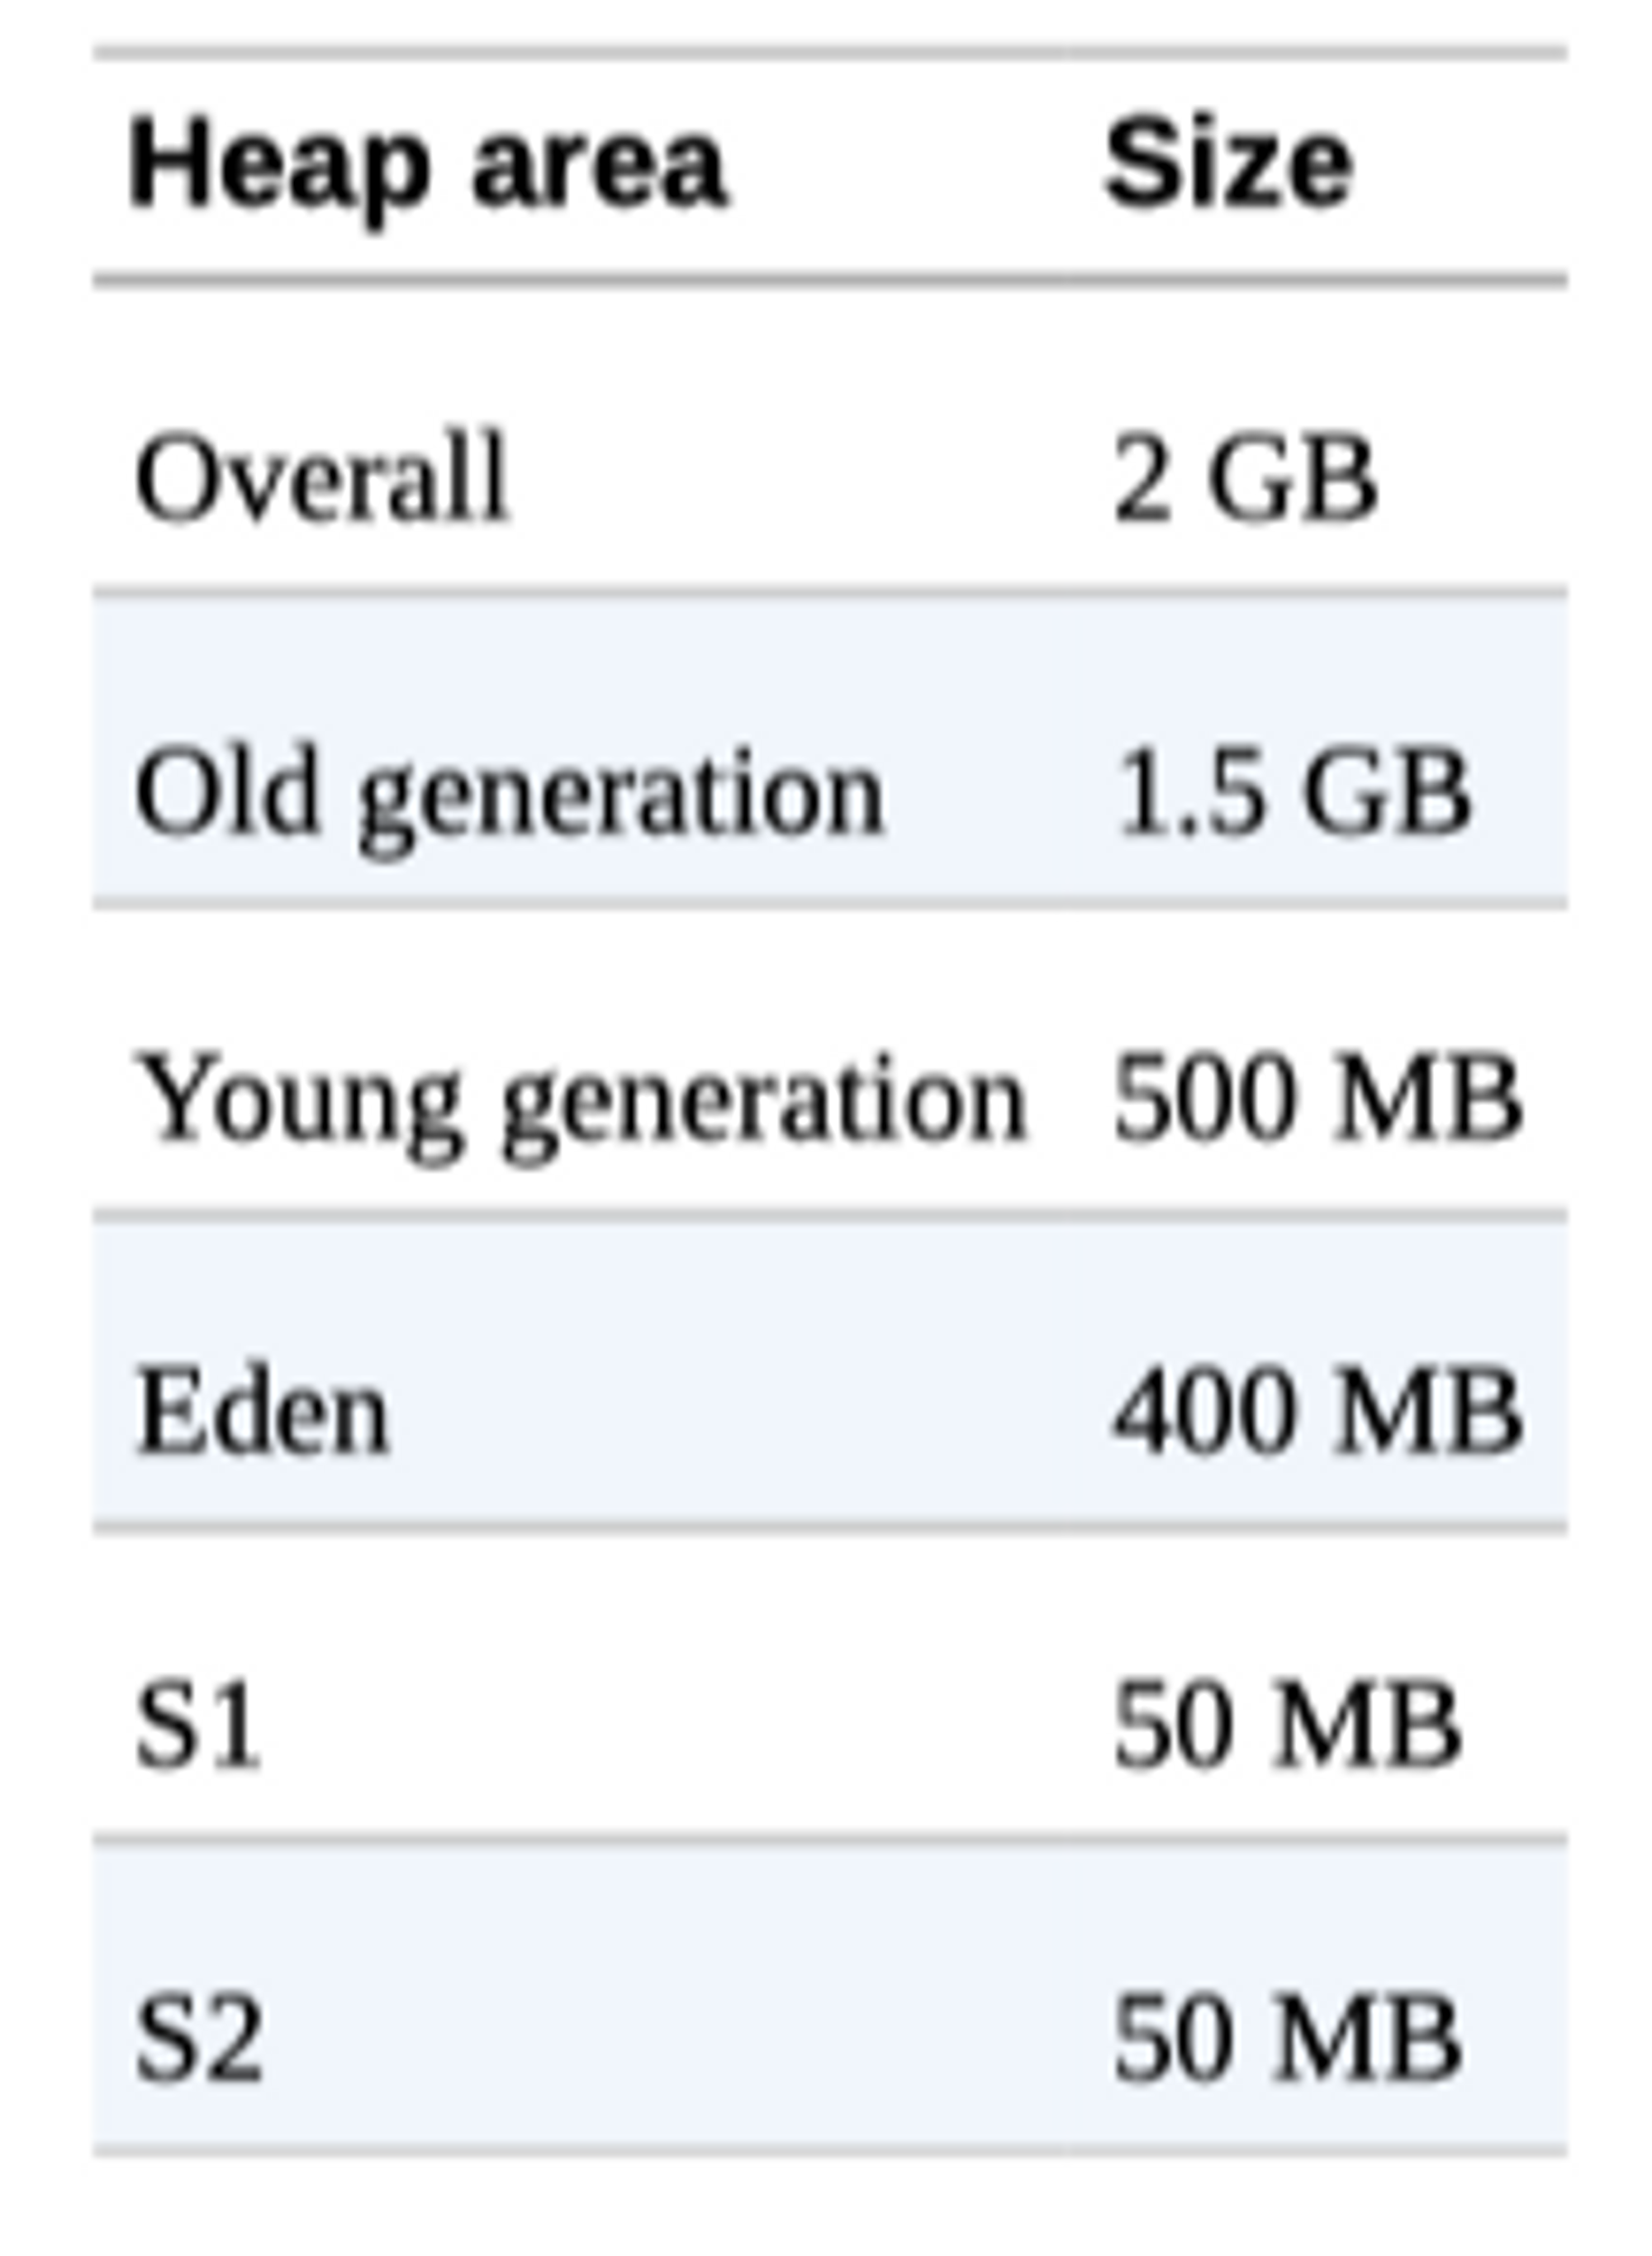 Heap area Size
Overall 2 GB
Old generation 1.5 GB
Young generation 500 MB
Eden 400 MB
S1 50 MB
S2 50 MB